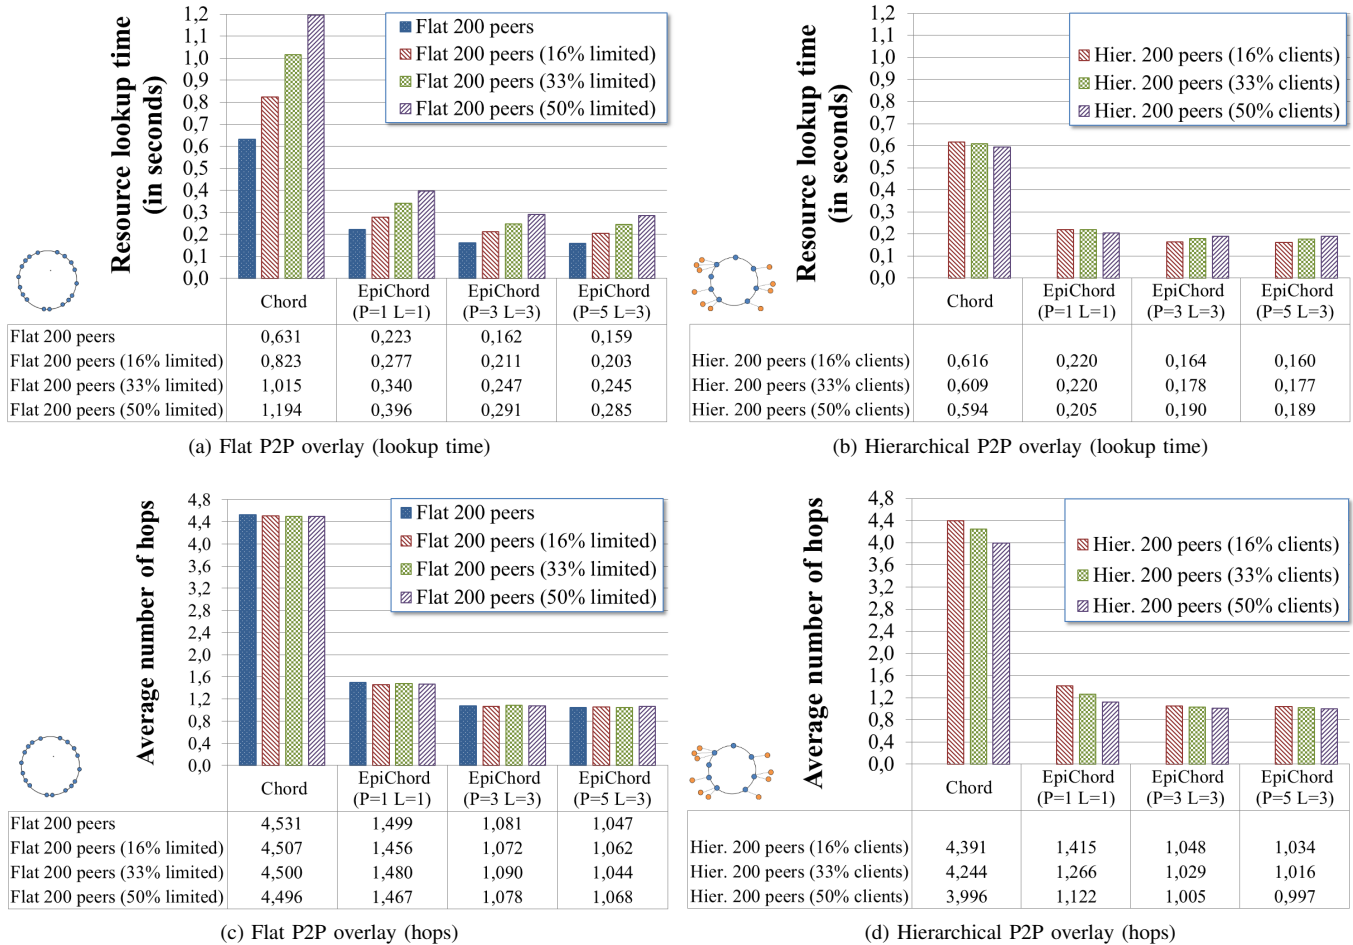 Resource lookup time
(in seconds)
1,2
1,1
1,0
0,9
0,8
0,7
0,6
0,5
0,4
0,3
0,2
0,1
0,0
Flat 200 peers
Flat 200 peers (16% limited)
Flat 200 peers (33% limited)
Flat 200 peers (50% limited)
Chord
EpiChord (P=1 L=1)
EpiChord (P=3 L=3)
EpiChord (P=5 L=3)
Flat 200 peers 0,631 0,223 0,162 0,159
Flat 200 peers (16% limited) 0,823 0,277 0,211 0,203
Flat 200 peers (33% limited) 1,015 0,340 0,247 0,245
Flat 200 peers (50% limited) 1,194 0,396 0,291 0,285
(a) Flat P2P overlay (lookup time)
Resource lookup time
(in seconds)
1,2
1,1
1,0
0,9
0,8
0,7
0,6
0,5
0,4
0,3
0,2
0,1
0,0
Hier. 200 peers (16% clients)
Hier. 200 peers (33% clients)
Hier. 200 peers (50% clients)
Chord
EpiChord (P=1 L=1)
EpiChord (P=3 L=3)
EpiChord (P=5 L=3)
Hier. 200 peers (16% clients) 0,616 0,220 0,164 0,160
Hier. 200 peers (33% clients) 0,609 0,220 0,178 0,177
Hier. 200 peers (50% clients) 0,594 0,205 0,190 0,189
(b) Hierarchical P2P overlay (lookup time)
Average number of hops
4,8
4,4
4,0
3,6
3,2
2,8
2,4
2,0
1,6
1,2
0,8
0,4
0,0
Flat 200 peers
Flat 200 peers (16% limited)
Flat 200 peers (33% limited)
Flat 200 peers (50% limited)
Chord
EpiChord (P=1 L=1)
EpiChord (P=3 L=3)
EpiChord (P=5 L=3)
Flat 200 peers 4,531 1,499 1,081 1,047
Flat 200 peers (16% limited) 4,507 1,456 1,072 1,062
Flat 200 peers (33% limited) 4,500 1,480 1,090 1,044
Flat 200 peers (50% limited) 4,496 1,467 1,078 1,068
(c) Flat P2P overlay (hops)
Average number of hops
4,8
4,4
4,0
3,6
3,2
2,8
2,4
2,0
1,6
1,2
0,8
0,4
0,0
Hier. 200 peers (16% clients)
Hier. 200 peers (33% clients)
Hier. 200 peers (50% clients)
Chord
EpiChord (P=1 L=1)
EpiChord (P=3 L=3)
EpiChord (P=5 L=3)
Hier. 200 peers (16% clients) 4,391 1,415 1,048 1,034
Hier. 200 peers (33% clients) 4,244 1,266 1,029 1,016
Hier. 200 peers (50% clients) 3,996 1,122 1,005 0,997
(d) Hierarchical P2P overlay (hops)